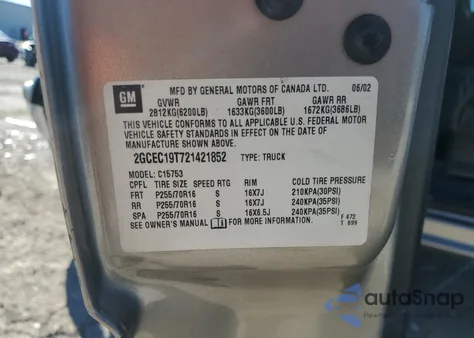 GM
MFD BY GENERAL MOTORS OF CANADA LTD. 06/02
GVWR GAWR FRT GAWR RR
2812KG(6200LB) 1633KG(3600LB) 1672KG(3686LB)
THIS VEHICLE CONFORMS TO ALL APPLICABLE U.S. FEDERAL MOTOR
VEHICLE SAFETY STANDARDS IN EFFECT ON THE DATE OF
MANUFACTURE SHOWN ABOVE.
2GCEC19T721421852 TYPE: TRUCK
MODEL: C15753
CPFL TIRE SIZE SPEED RTG RIM COLD TIRE PRESSURE
FRT P255/70R16 S 16X7J 210KPA(30PSI)
RR P255/70R16 S 16X7J 240KPA(35PSI)
SPA P255/70R16 S 16X6.5J 240KPA(35PSI)
SEE OWNER'S MANUAL FOR MORE INFORMATION.
F 472
T 699
autoSnap